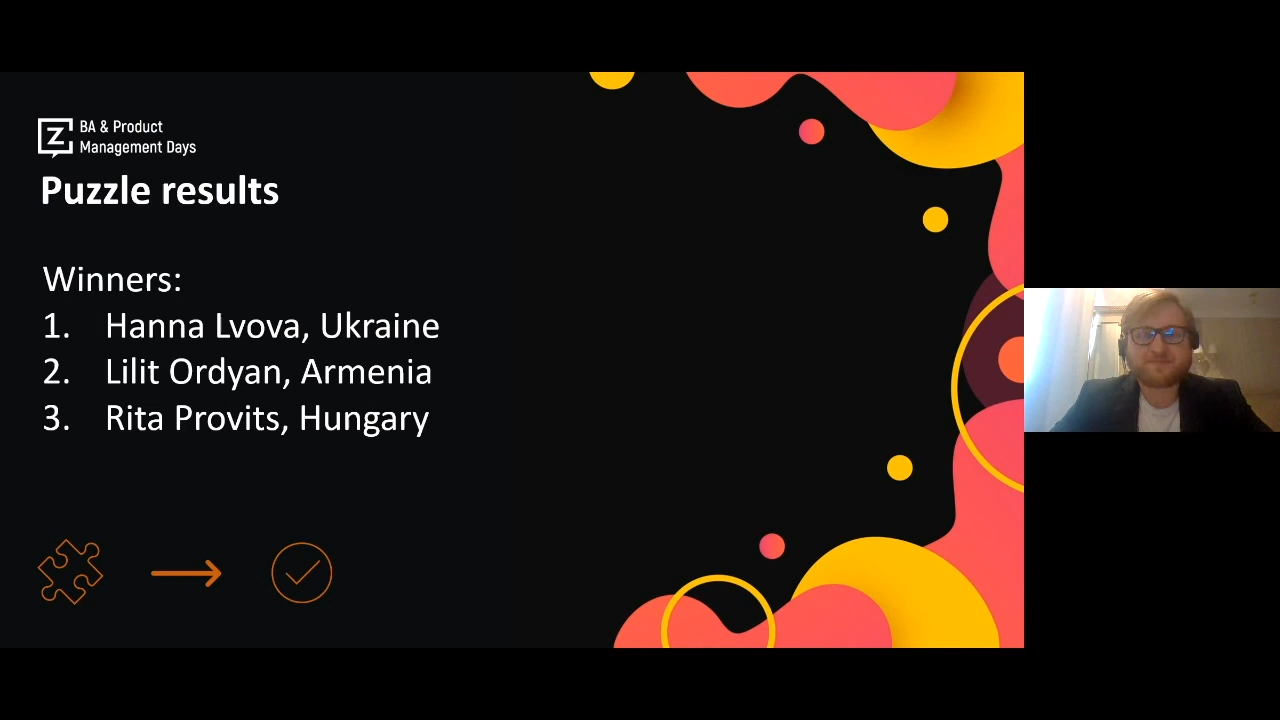 Z
BA & Product
Management Days
Puzzle results
Winners:
1. Hanna Lvova, Ukraine
2. Lilit Ordyan, Armenia
3. Rita Provits, Hungary